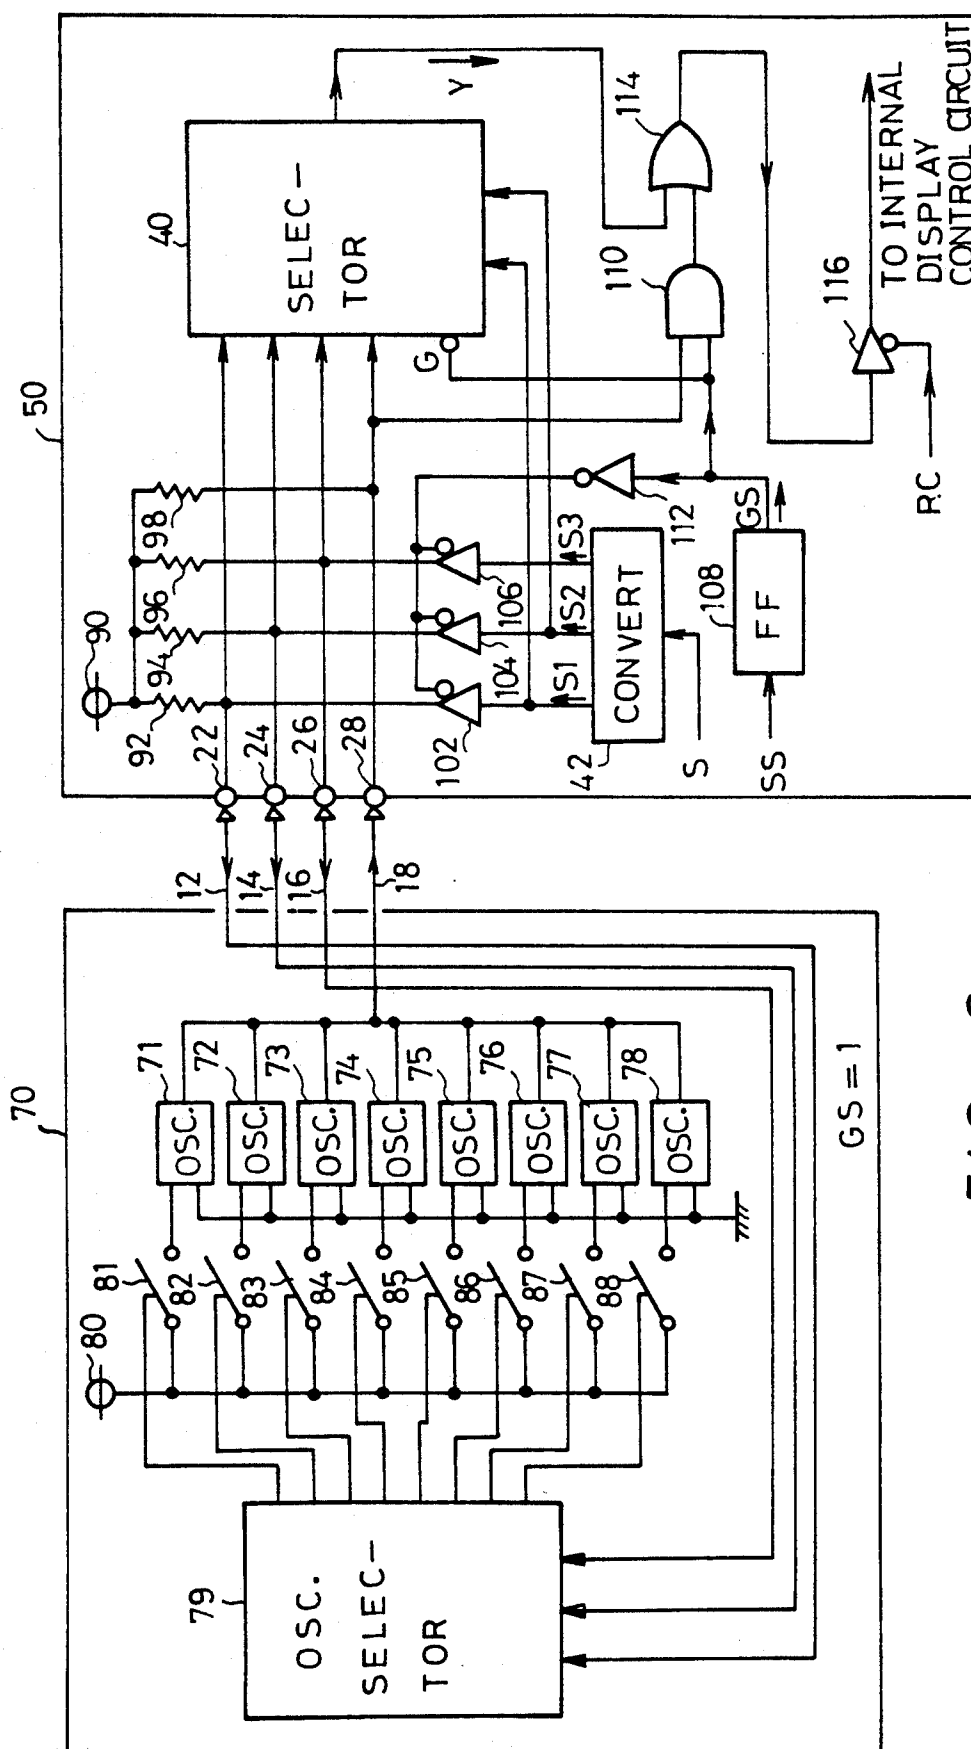 70
79
OSC.
SELEC-
TOR
80
81
82
83
84
85
86
87
88
71
72
73
74
75
76
77
78
OSC.
OSC.
OSC.
OSC.
OSC.
OSC.
OSC.
OSC.
GS = 1
12
14
16
18
50
22
24
26
28
90
92
94
96
98
102
104
106
S1
S2
S3
42
CONVERT
S
SS
108
FF
GS
112
40
SELEC-
TOR
G
Y
110
114
116
RC
TO INTERNAL
DISPLAY
CONTROL CIRCUIT